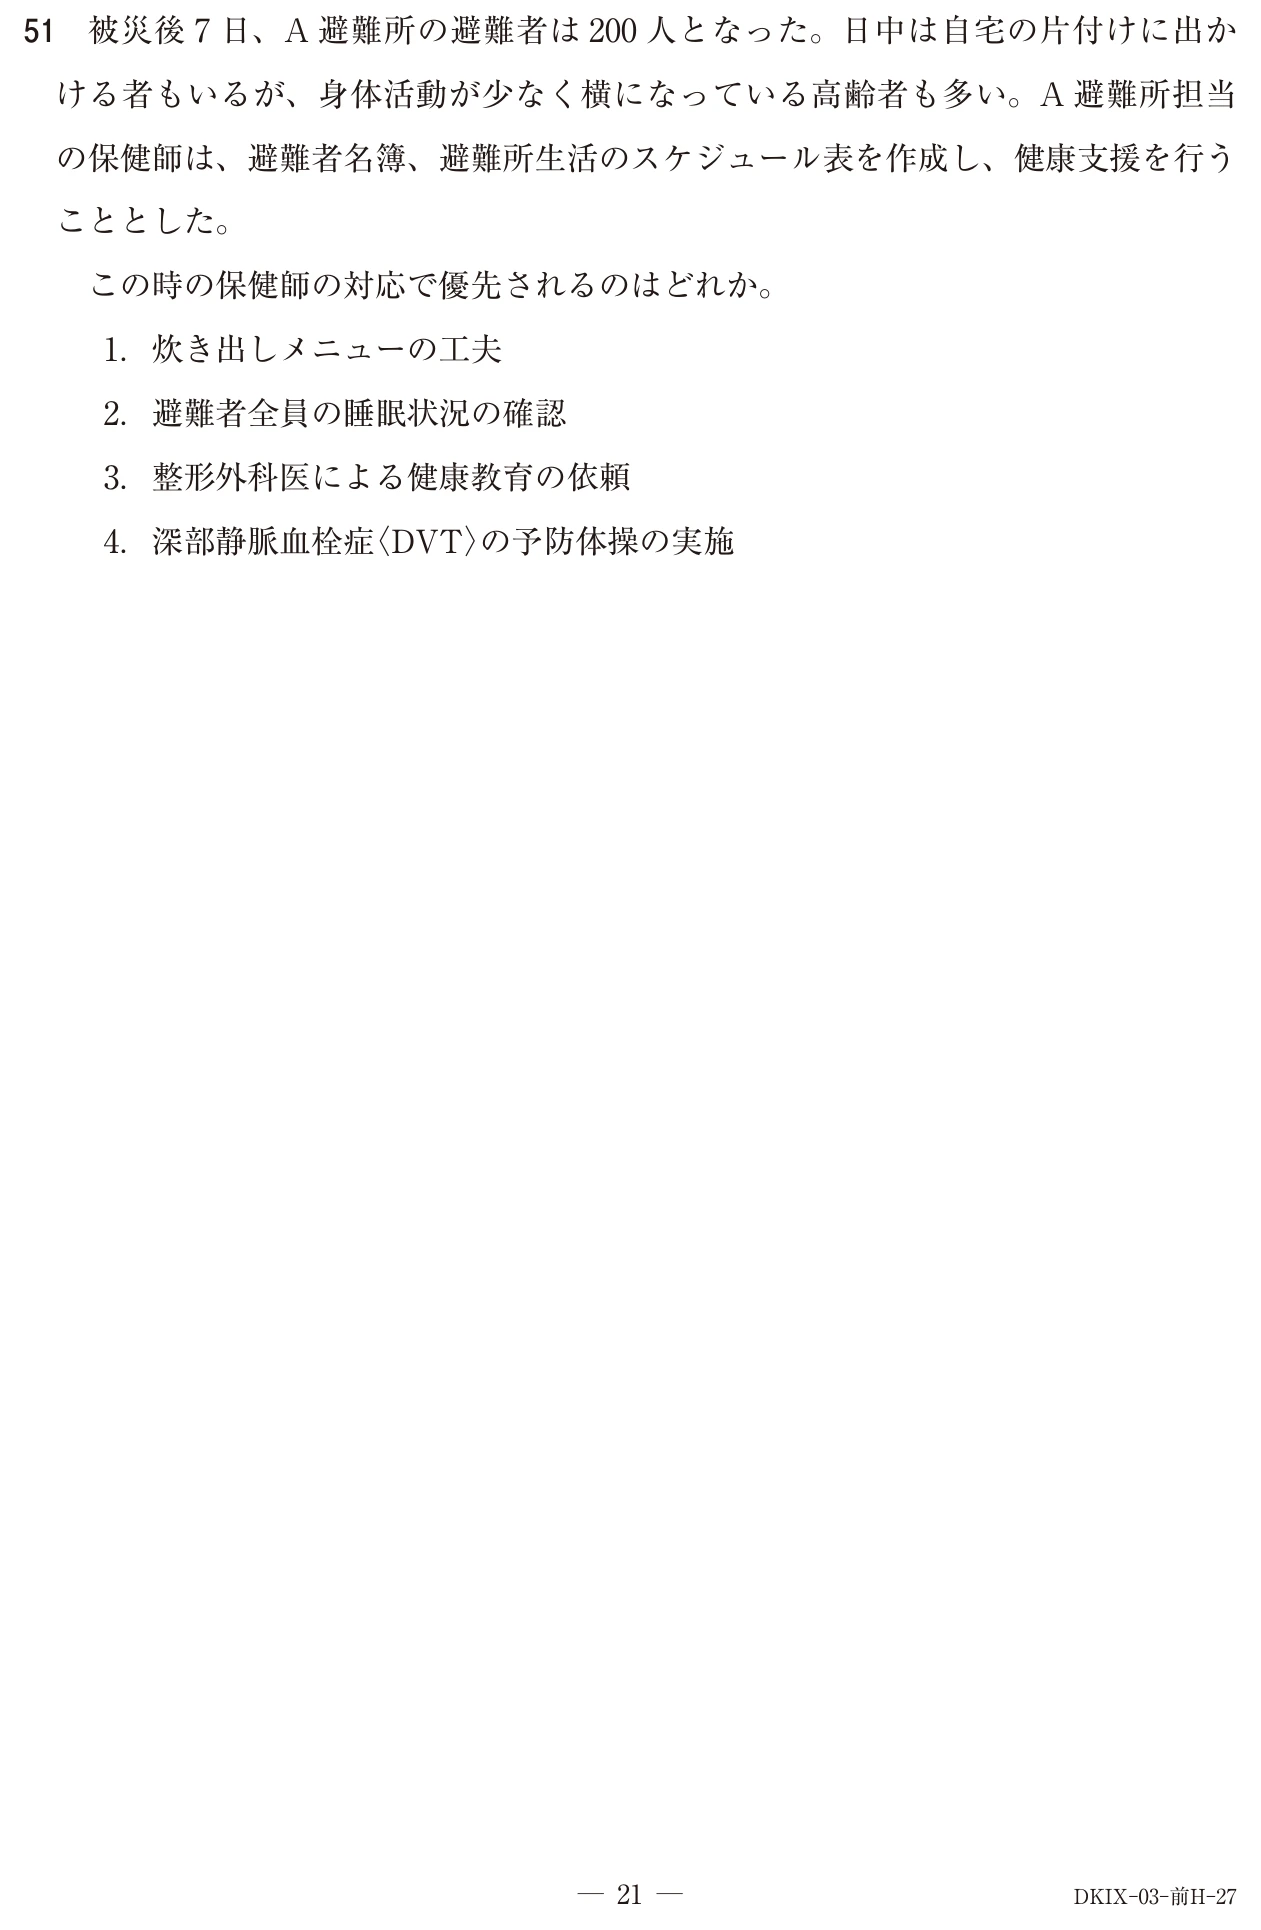 51　被災後 7 日、A 避難所の避難者は 200 人となった。日中は自宅の片付けに出か
ける者もいるが、身体活動が少なく横になっている高齢者も多い。A 避難所担当
の保健師は、避難者名簿、避難所生活のスケジュール表を作成し、健康支援を行う
こととした。
この時の保健師の対応で優先されるのはどれか。
1. 炊き出しメニューの工夫
2. 避難者全員の睡眠状況の確認
3. 整形外科医による健康教育の依頼
4. 深部静脈血栓症〈DVT〉の予防体操の実施
— 21 —
DKIX-03-前H-27